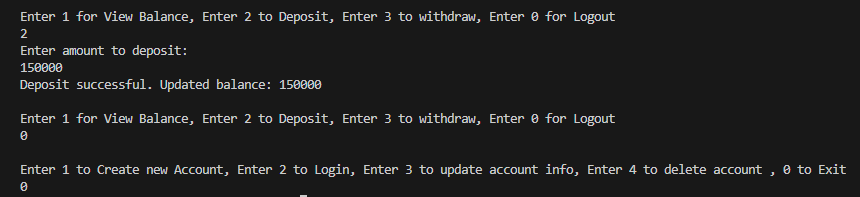 Enter 1 for View Balance, Enter 2 to Deposit, Enter 3 to withdraw, Enter 0 for Logout
2
Enter amount to deposit:
150000
Deposit successful. Updated balance: 150000
Enter 1 for View Balance, Enter 2 to Deposit, Enter 3 to withdraw, Enter 0 for Logout
0
Enter 1 to Create new Account, Enter 2 to Login, Enter 3 to update account info, Enter 4 to delete account , 0 to Exit
0